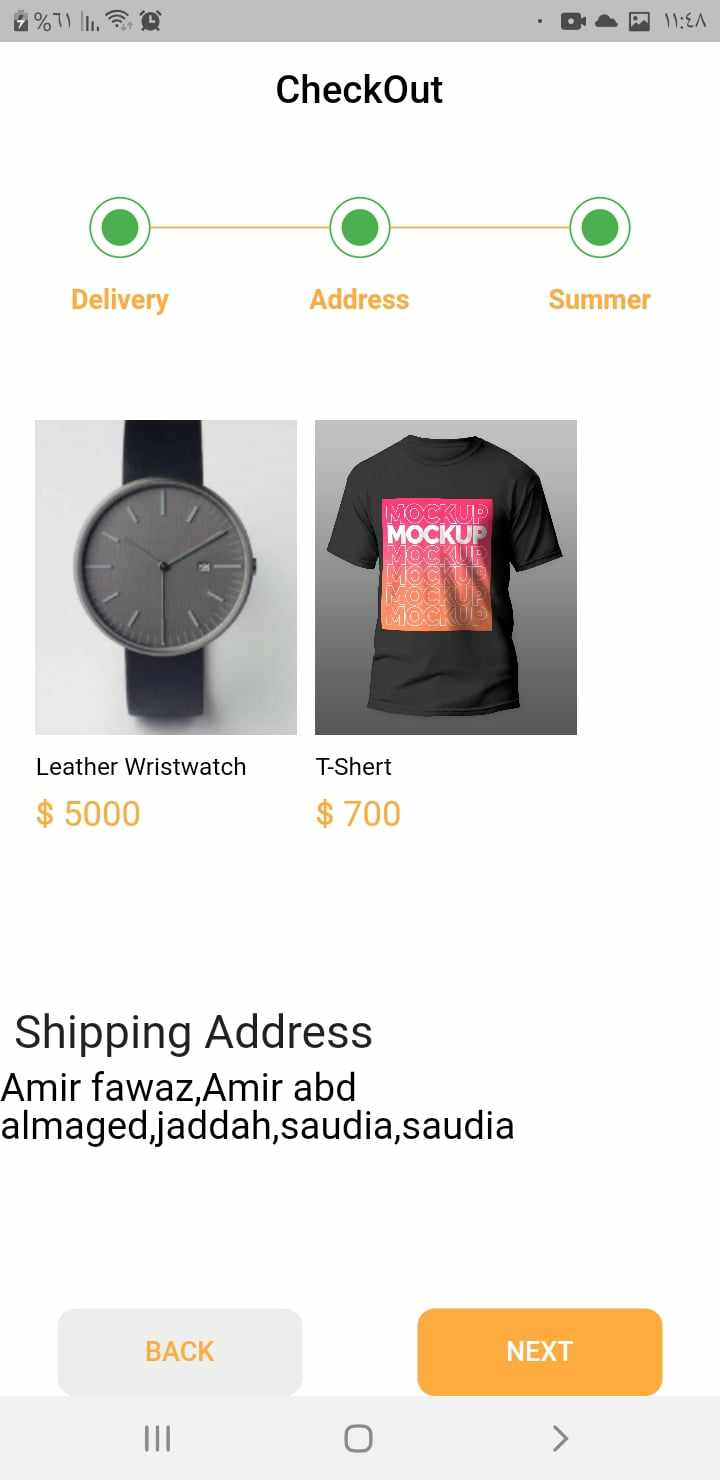 %٦١
١١:٤٨
CheckOut
Delivery Address Summer
MOCKUP
MOCKUP
MOCKUP
MOCKUP
MOCKUP
MOCKUP
Leather Wristwatch T-Shert
$ 5000 $ 700
Shipping Address
Amir fawaz,Amir abd
almaged,jaddah,saudia,saudia
BACK NEXT